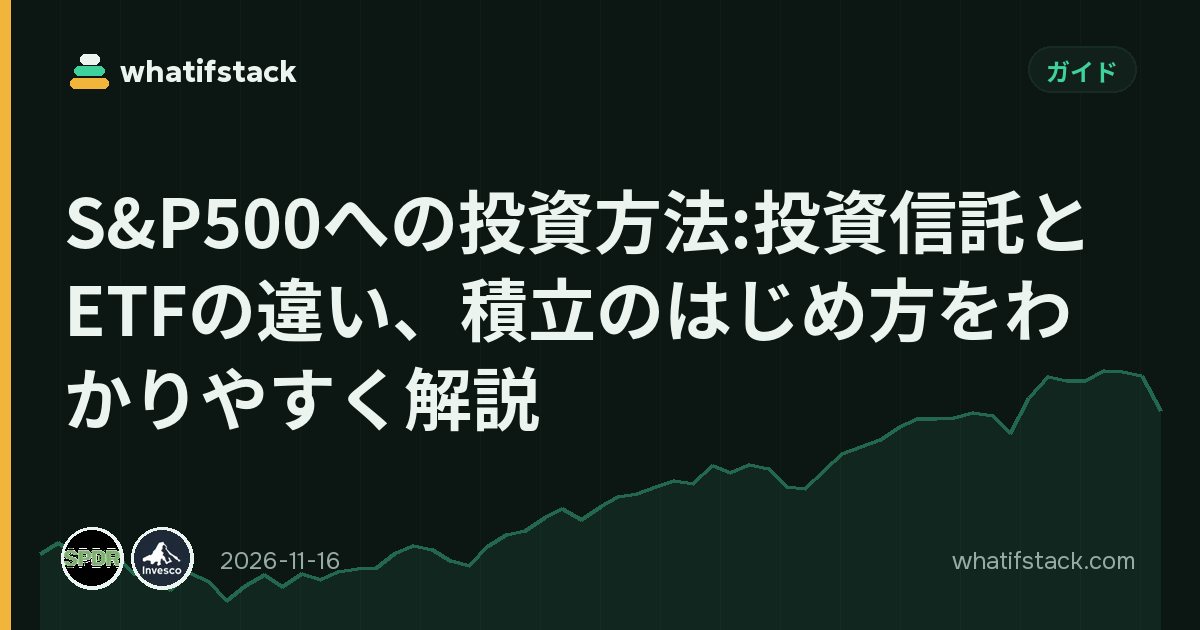 whatifstack
ガイド
S&P500への投資方法:投資信託と
ETFの違い、積立のはじめ方をわ
かりやすく解説
SPDR
Invesco
2026-11-16
whatifstack.com